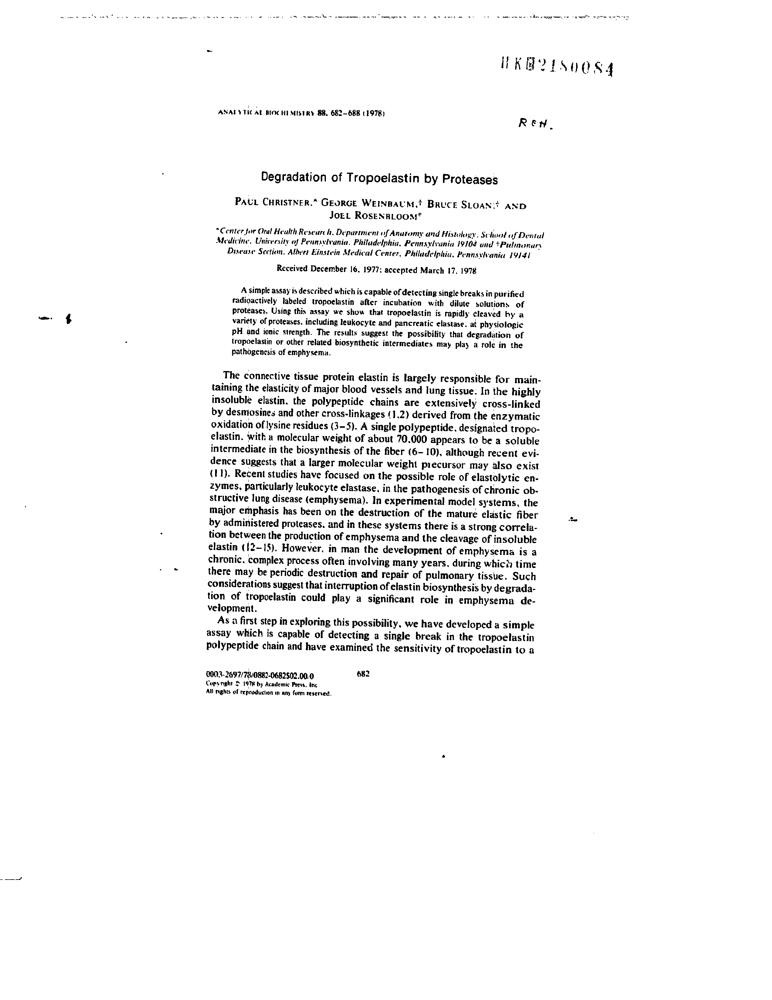 HK02180084
ANALYTICAL BIOCHEMISTRY 88, 682–688 (1978)
REH.
Degradation of Tropoelastin by Proteases
PAUL CHRISTNER,* GEORGE WEINBAUM,† BRUCE SLOAN,† AND
JOEL ROSENBLOOM*
*Center for Oral Health Research, Department of Anatomy and Histology, School of Dental
Medicine, University of Pennsylvania, Philadelphia, Pennsylvania 19104 and †Pulmonary
Disease Section, Albert Einstein Medical Center, Philadelphia, Pennsylvania 19141
Received December 16, 1977; accepted March 17, 1978
A simple assay is described which is capable of detecting single breaks in purified
radioactively labeled tropoelastin after incubation with dilute solutions of
proteases. Using this assay we show that tropoelastin is rapidly cleaved by a
variety of proteases, including leukocyte and pancreatic elastase, at physiologic
pH and ionic strength. The results suggest the possibility that degradation of
tropoelastin or other related biosynthetic intermediates may play a role in the
pathogenesis of emphysema.
The connective tissue protein elastin is largely responsible for main-
taining the elasticity of major blood vessels and lung tissue. In the highly
insoluble elastin, the polypeptide chains are extensively cross-linked
by desmosines and other cross-linkages (1,2) derived from the enzymatic
oxidation of lysine residues (3–5). A single polypeptide, designated tropo-
elastin, with a molecular weight of about 70,000 appears to be a soluble
intermediate in the biosynthesis of the fiber (6–10), although recent evi-
dence suggests that a larger molecular weight precursor may also exist
(11). Recent studies have focused on the possible role of elastolytic en-
zymes, particularly leukocyte elastase, in the pathogenesis of chronic ob-
structive lung disease (emphysema). In experimental model systems, the
major emphasis has been on the destruction of the mature elastic fiber
by administered proteases, and in these systems there is a strong correla-
tion between the production of emphysema and the cleavage of insoluble
elastin (12–15). However, in man the development of emphysema is a
chronic, complex process often involving many years, during which time
there may be periodic destruction and repair of pulmonary tissue. Such
considerations suggest that interruption of elastin biosynthesis by degrada-
tion of tropoelastin could play a significant role in emphysema de-
velopment.
As a first step in exploring this possibility, we have developed a simple
assay which is capable of detecting a single break in the tropoelastin
polypeptide chain and have examined the sensitivity of tropoelastin to a
0003-2697/78/0882-0682$02.00/0
682
Copyright © 1978 by Academic Press, Inc
All rights of reproduction in any form reserved.